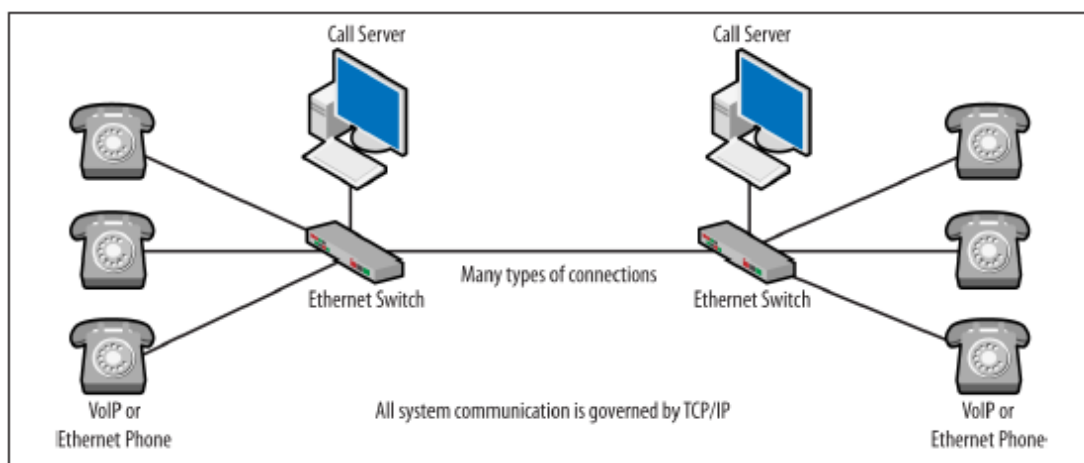 Call Server
Call Server
Many types of connections
Ethernet Switch
Ethernet Switch
All system communication is governed by TCP/IP
VoIP or
Ethernet Phone
VoIP or
Ethernet Phone